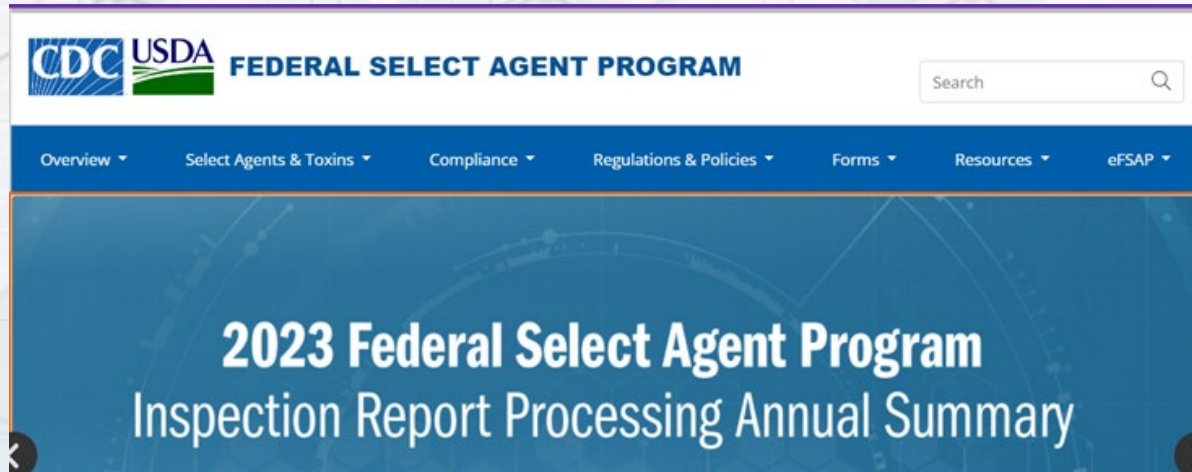 CDC USDA FEDERAL SELECT AGENT PROGRAM
Search
Overview Select Agents & Toxins Compliance Regulations & Policies Forms Resources eFSAP
2023 Federal Select Agent Program
Inspection Report Processing Annual Summary